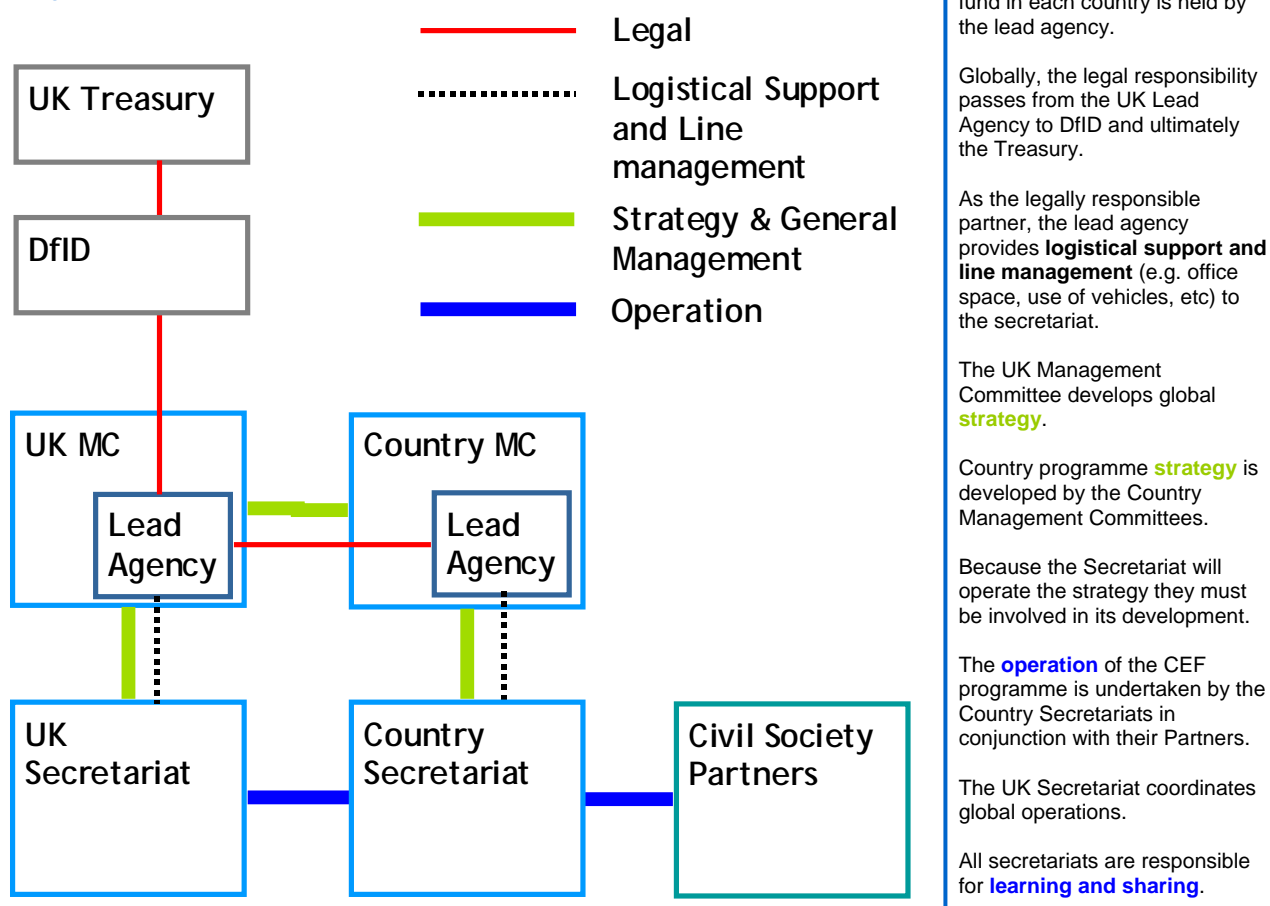 Legal
Logistical Support
and Line
management
Strategy & General
Management
Operation
UK Treasury
DfID
UK MC
Lead
Agency
Country MC
Lead
Agency
UK
Secretariat
Country
Secretariat
Civil Society
Partners
fund in each country is held by
the lead agency.
Globally, the legal responsibility
passes from the UK Lead
Agency to DfID and ultimately
the Treasury.
As the legally responsible
partner, the lead agency
provides logistical support and
line management (e.g. office
space, use of vehicles, etc) to
the secretariat.
The UK Management
Committee develops global
strategy.
Country programme strategy is
developed by the Country
Management Committees.
Because the Secretariat will
operate the strategy they must
be involved in its development.
The operation of the CEF
programme is undertaken by the
Country Secretariats in
conjunction with their Partners.
The UK Secretariat coordinates
global operations.
All secretariats are responsible
for learning and sharing.